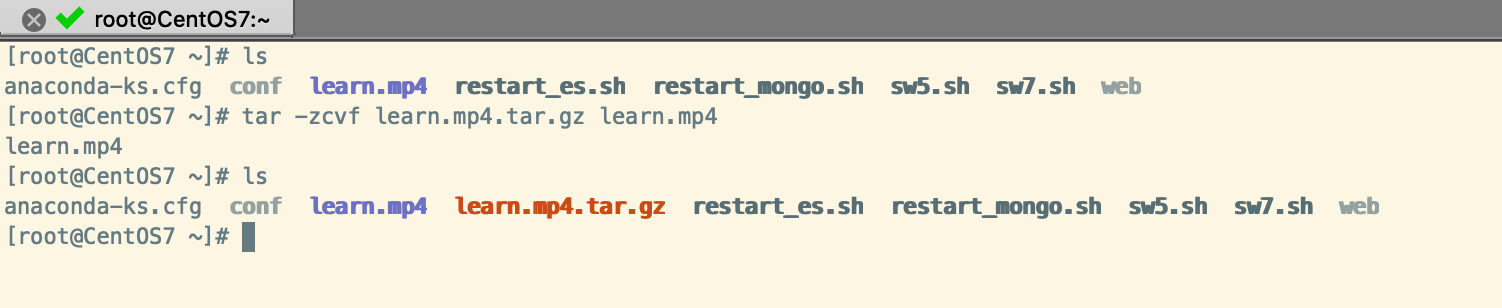 root@CentOS7:~
[root@CentOS7 ~]# ls
anaconda-ks.cfg  conf  learn.mp4  restart_es.sh  restart_mongo.sh  sw5.sh  sw7.sh  web
[root@CentOS7 ~]# tar -zcvf learn.mp4.tar.gz learn.mp4
learn.mp4
[root@CentOS7 ~]# ls
anaconda-ks.cfg  conf  learn.mp4  learn.mp4.tar.gz  restart_es.sh  restart_mongo.sh  sw5.sh  sw7.sh  web
[root@CentOS7 ~]#